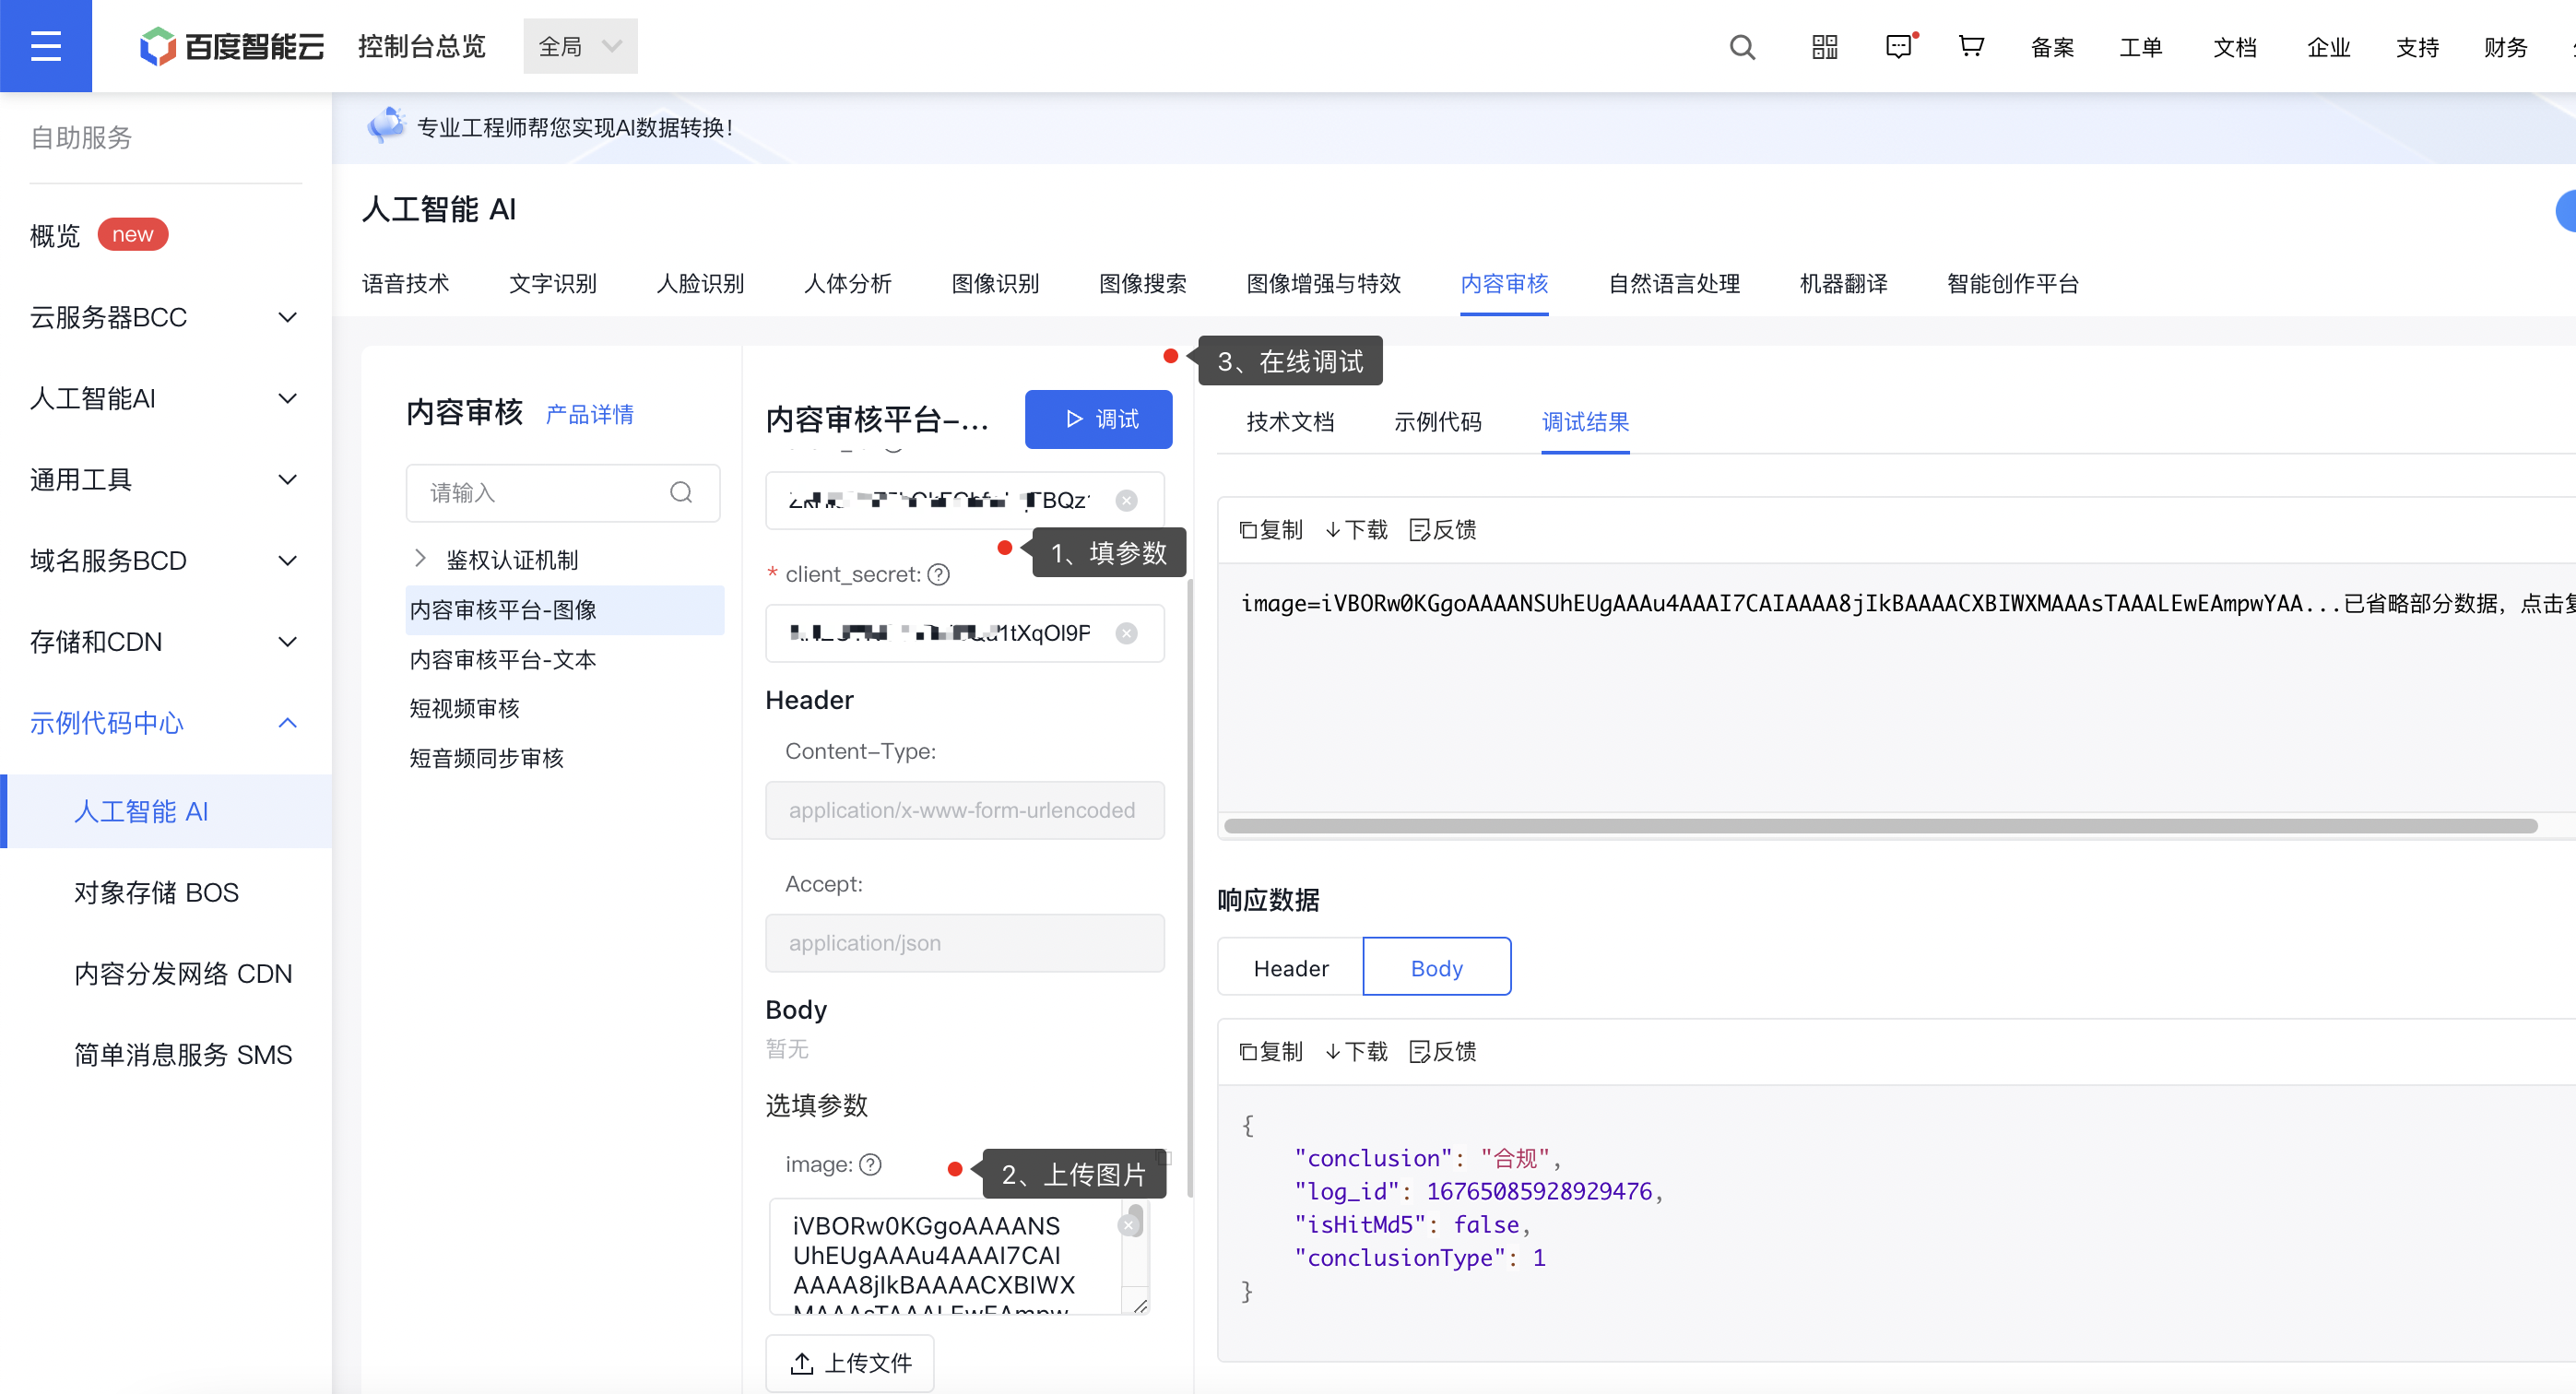 百度智能云 控制台总览 全局 备案 工单 文档 企业 支持 财务
自助服务
概览 new
云服务器BCC
人工智能AI
通用工具
域名服务BCD
存储和CDN
示例代码中心
人工智能 AI
对象存储 BOS
内容分发网络 CDN
简单消息服务 SMS
专业工程师帮您实现AI数据转换！
人工智能 AI
语音技术 文字识别 人脸识别 人体分析 图像识别 图像搜索 图像增强与特效 内容审核 自然语言处理 机器翻译 智能创作平台
内容审核 产品详情
请输入
鉴权认证机制
内容审核平台-图像
内容审核平台-文本
短视频审核
短音频同步审核
3、在线调试
内容审核平台-... 调试
1、填参数
* client_secret:
1tXqOl9P
Header
Content-Type:
application/x-www-form-urlencoded
Accept:
application/json
Body
暂无
选填参数
image:
2、上传图片
iVBORw0KGgoAAAANS
UhEUgAAAu4AAAI7CAI
AAAA8jIkBAAAACXBIWX
MAAAsTAAALEwEAmpw
上传文件
技术文档 示例代码 调试结果
复制 下载 反馈
image=iVBORw0KGgoAAAANSUhEUgAAAu4AAAI7CAIAAAA8jIkBAAAACXBIWXMAAAsTAAALEwEAmpwYAA...已省略部分数据，点击
响应数据
Header Body
复制 下载 反馈
{
"conclusion": "合规",
"log_id": 16765085928929476,
"isHitMd5": false,
"conclusionType": 1
}